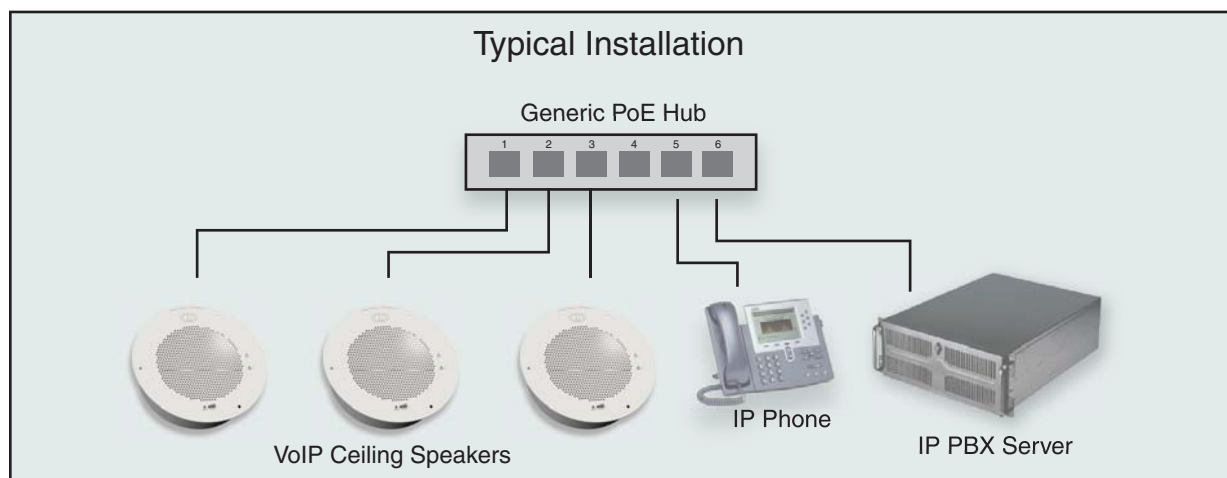 Typical Installation
Generic PoE Hub
1 2 3 4 5 6
VoIP Ceiling Speakers
IP Phone
IP PBX Server